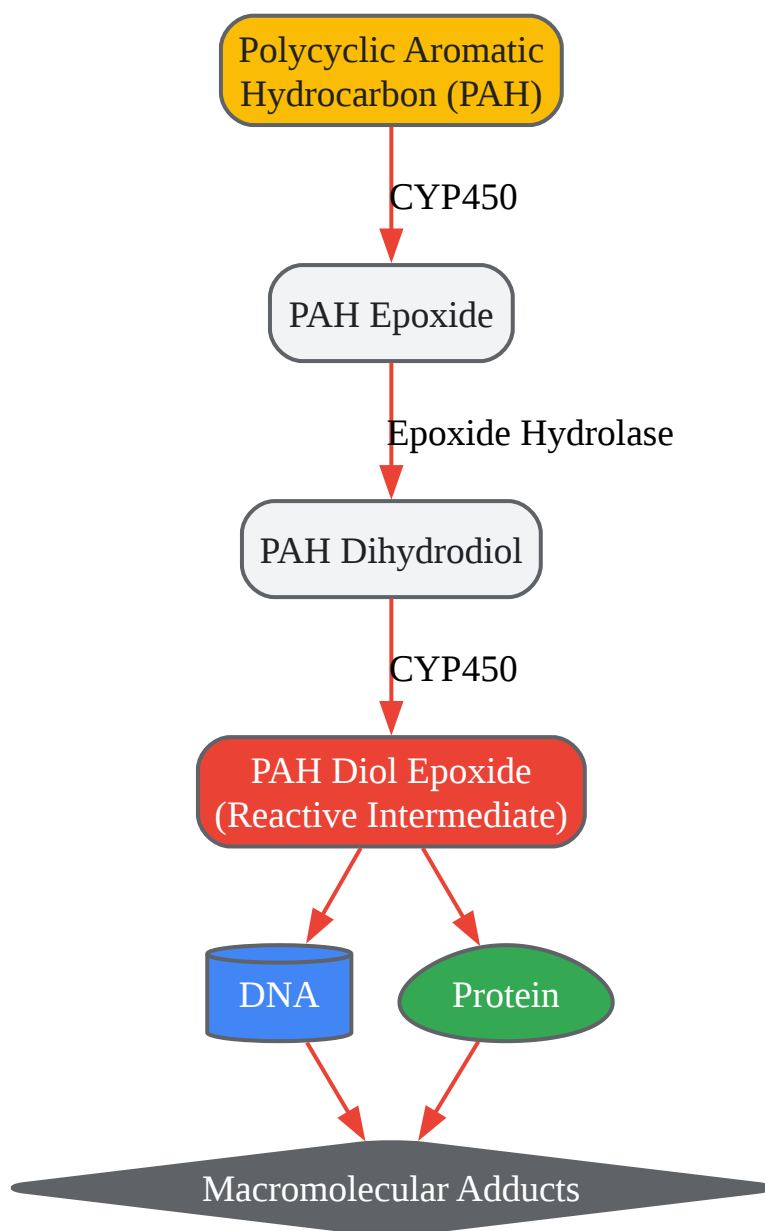 Polycyclic Aromatic
Hydrocarbon (PAH)
CYP450
PAH Epoxide
Epoxide Hydrolase
PAH Dihydrodiol
CYP450
PAH Diol Epoxide
(Reactive Intermediate)
DNA
Protein
Macromolecular Adducts